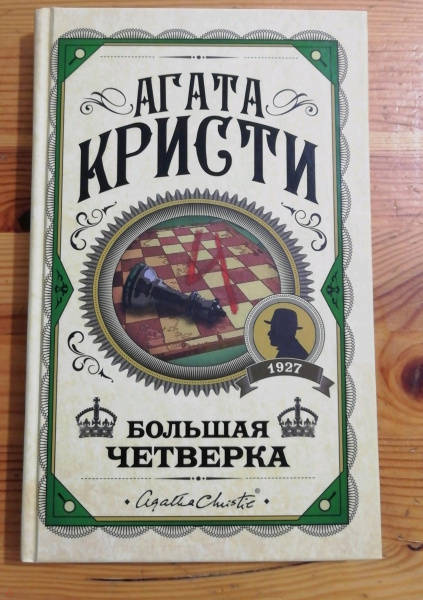 АГАТА
КРИСТИ
1927
БОЛЬШАЯ
ЧЕТВЕРКА
Agatha Christie®